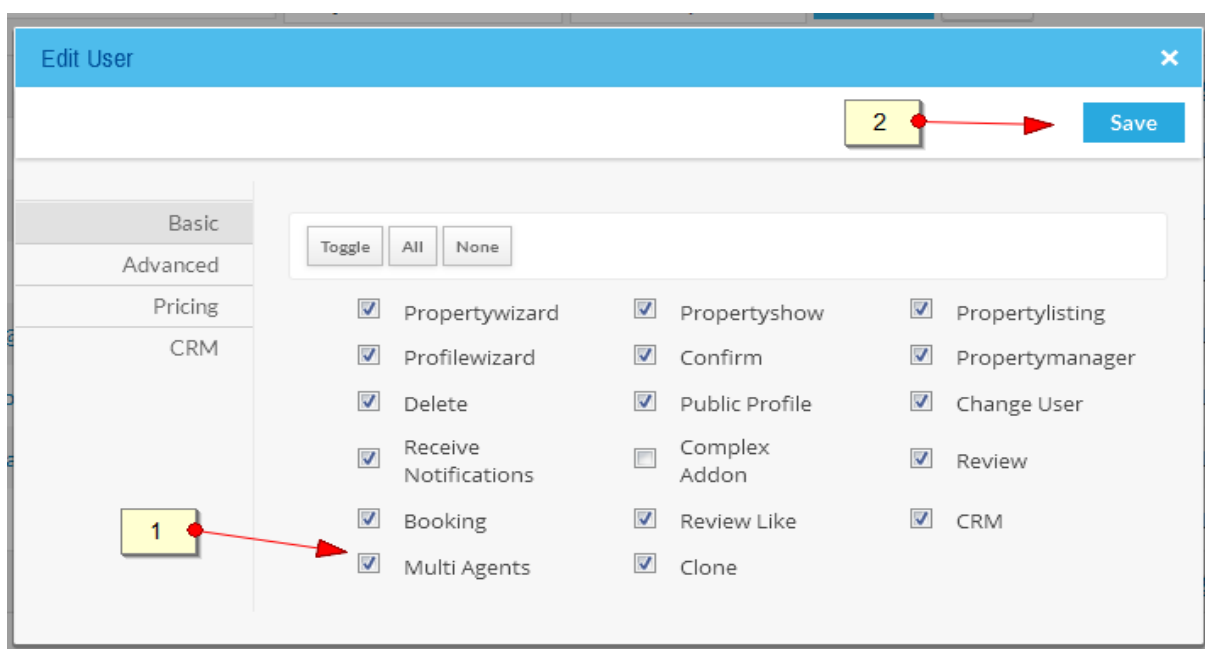 Edit User
2
Save
Basic
Advanced
Pricing
CRM
Toggle All None
Propertywizard Propertyshow Propertylisting
Profilewizard Confirm Propertymanager
Delete Public Profile Change User
Receive
Notifications
Complex
Addon
Review
Booking Review Like CRM
1
Multi Agents Clone